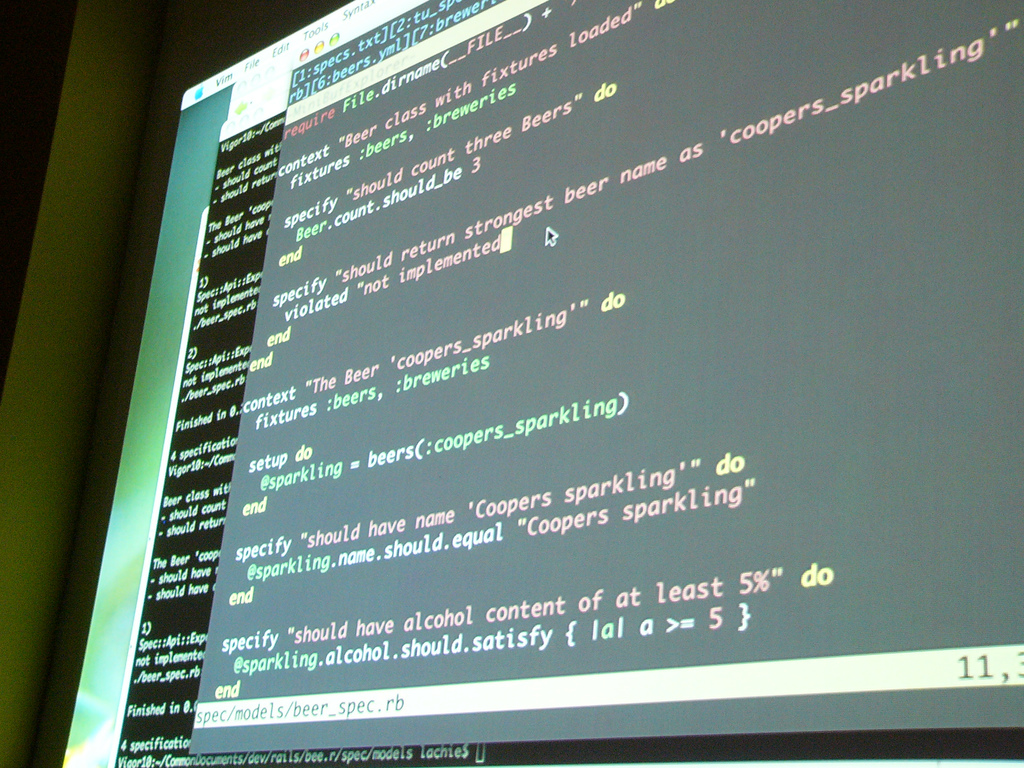 Vim File Edit Tools Syntax
[1:specs.txt][2:tu_spec
rb][6:beers.yml][7:brewer
MiniBufExplorer
require File.dirname(__FILE__) +
context "Beer class with fixtures loaded" do
fixtures :beers, :breweries
specify "should count three Beers" do
Beer.count.should_be 3
end
specify "should return strongest beer name as 'coopers_sparkling'"
violated "not implemented
end
end
context "The Beer 'coopers_sparkling'" do
fixtures :beers, :breweries
setup do
@sparkling = beers(:coopers_sparkling)
end
specify "should have name 'Coopers sparkling'" do
@sparkling.name.should.equal "Coopers sparkling"
end
specify "should have alcohol content of at least 5%" do
@sparkling.alcohol.should.satisfy { |a| a >= 5 }
end
spec/models/beer_spec.rb 11,3
Vigor10:~/Comm
Beer class wit
- should count
- should retur
The Beer 'coop
- should have
- should have
1)
Spec::Api::Exp
not implemente
./beer_spec.rb
2)
Spec::Api::Exp
not implemente
./beer_spec.rb
Finished in 0.
4 specificatio
Vigor10:~/Comm
Beer class wit
- should count
- should retur
The Beer 'coop
- should have
- should have
1)
Spec::Api::Exp
not implemente
./beer_spec.rb
Finished in 0.
4 specificatio
Vigor10:~/CommonDocuments/dev/rails/bee.r/spec/models lachie$